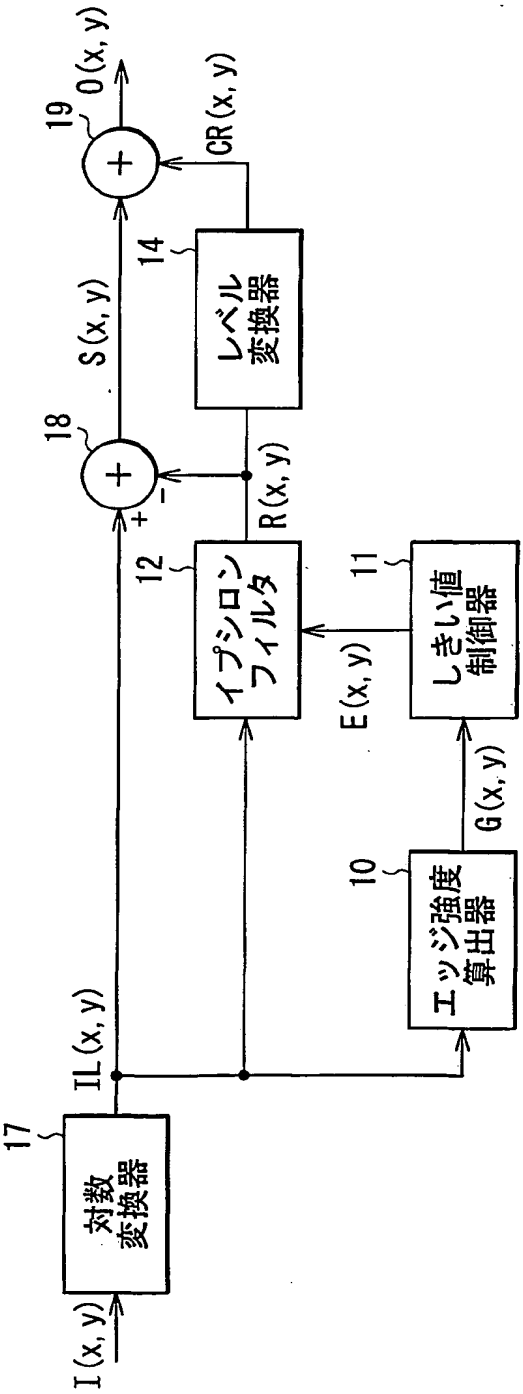 I(x, y)
17
対数
変換器
IL(x, y)
+
-
18
+
S(x, y)
19
+
O(x, y)
12
イプシロン
フィルタ
R(x, y)
14
レベル
変換器
CR(x, y)
10
エッジ強度
算出器
G(x, y)
11
しきい値
制御器
E(x, y)